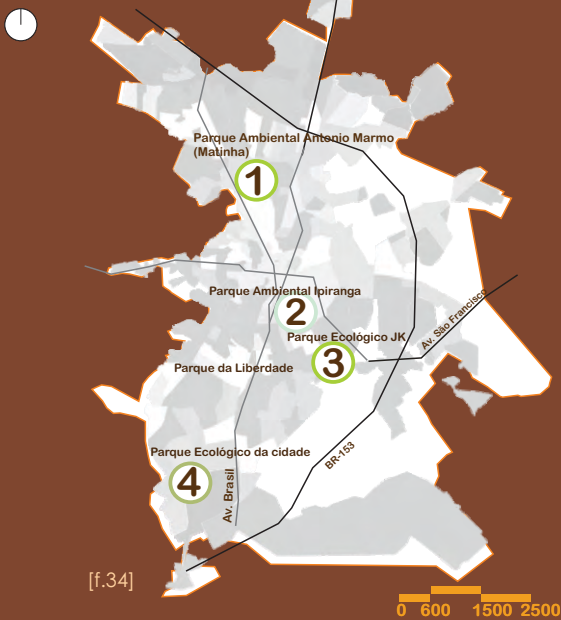 Parque Ambiental Antonio Marmo
(Matinha)
1
Parque Ambiental Ipiranga
2
Parque Ecológico JK
3
Av. São Francisco
Parque da Liberdade
Parque Ecológico da cidade
4
Av. Brasil
BR-153
[f.34]
0 600 1500 2500